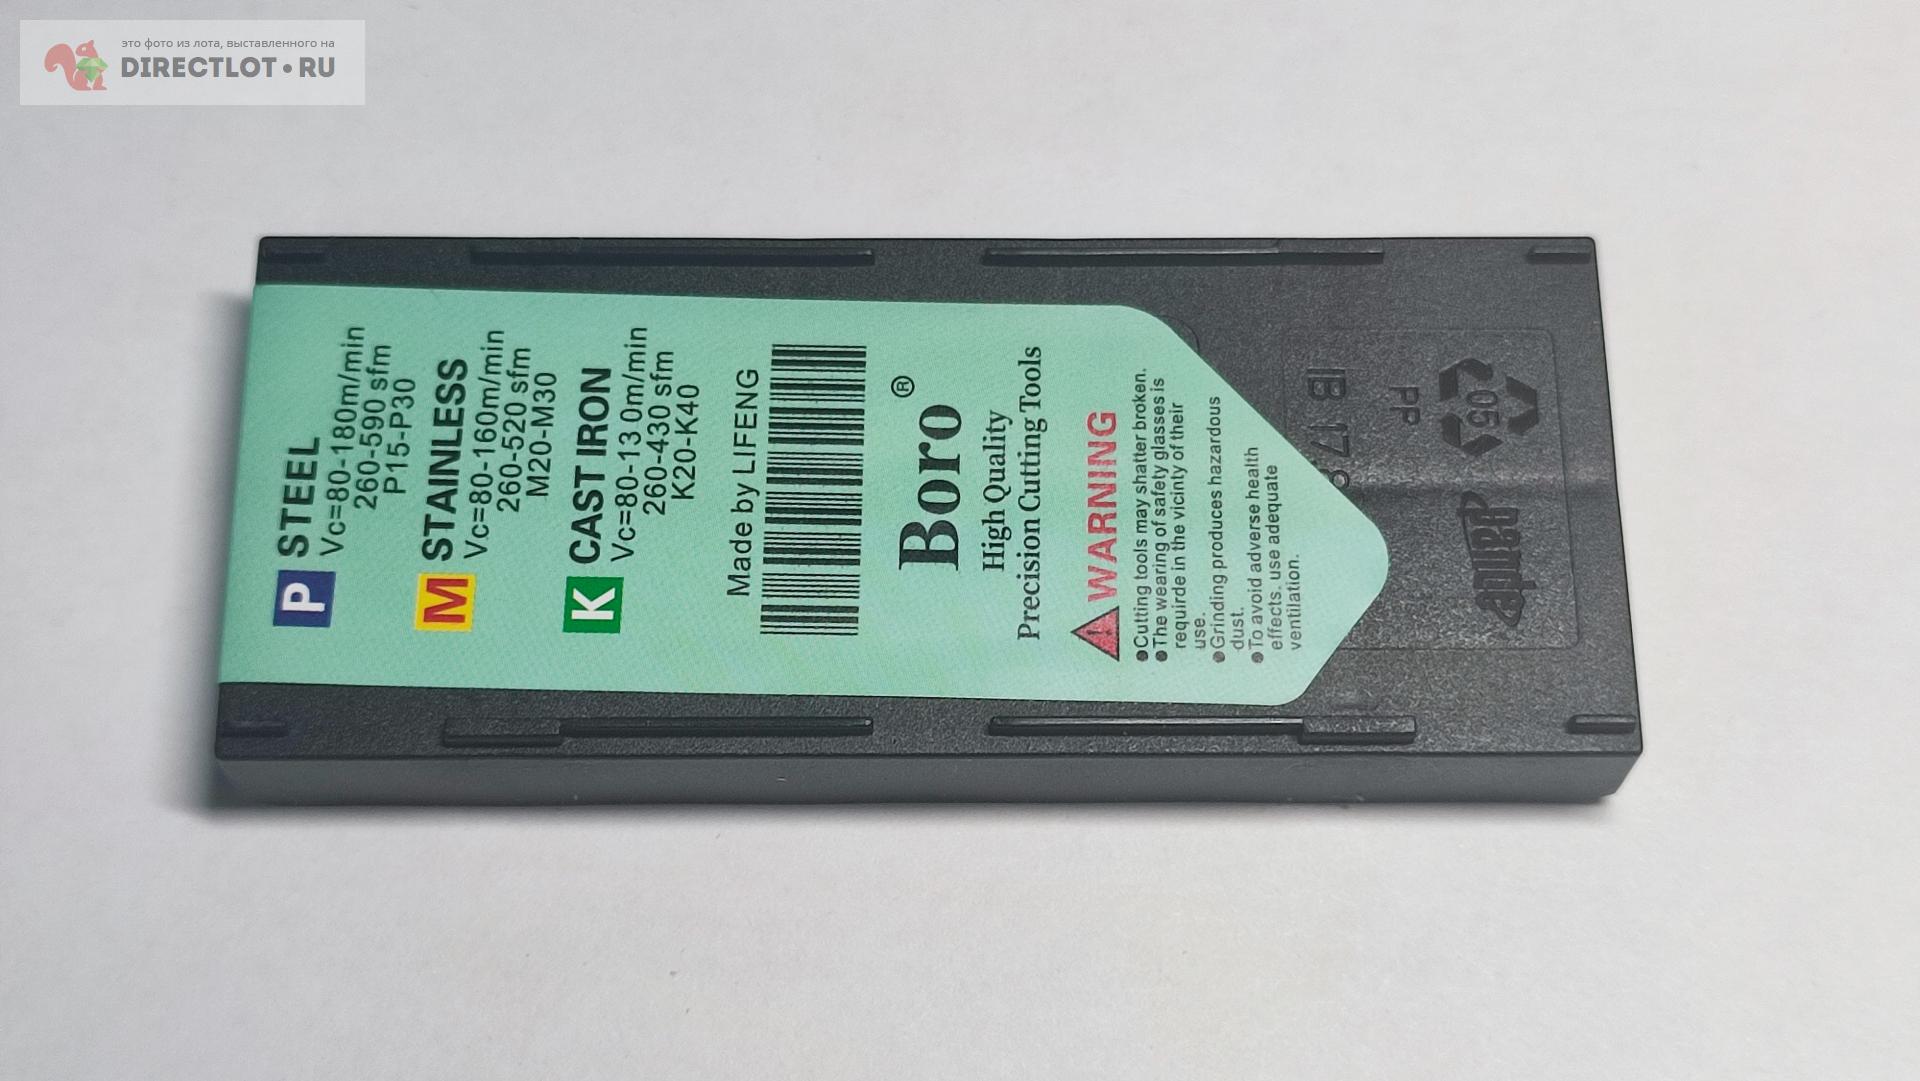 это фото из лота, выставленного на
DIRECTLOT•RU
P STEEL
Vc=80-180m/min
260-590 sfm
P15-P30
M STAINLESS
Vc=80-160m/min
260-520 sfm
M20-M30
K CAST IRON
Vc=80-13 0m/min
260-430 sfm
K20-K40
Made by LIFENG
Boro®
High Quality
Precision Cutting Tools
WARNING
●Cutting tools may shatter broken.
●The wearing of safety glasses is
requirde in the vicinty of their
use.
●Grinding produces hazardous
dust.
●To avoid adverse health
effects. use adequate
ventilation.
IB 178
PP
05